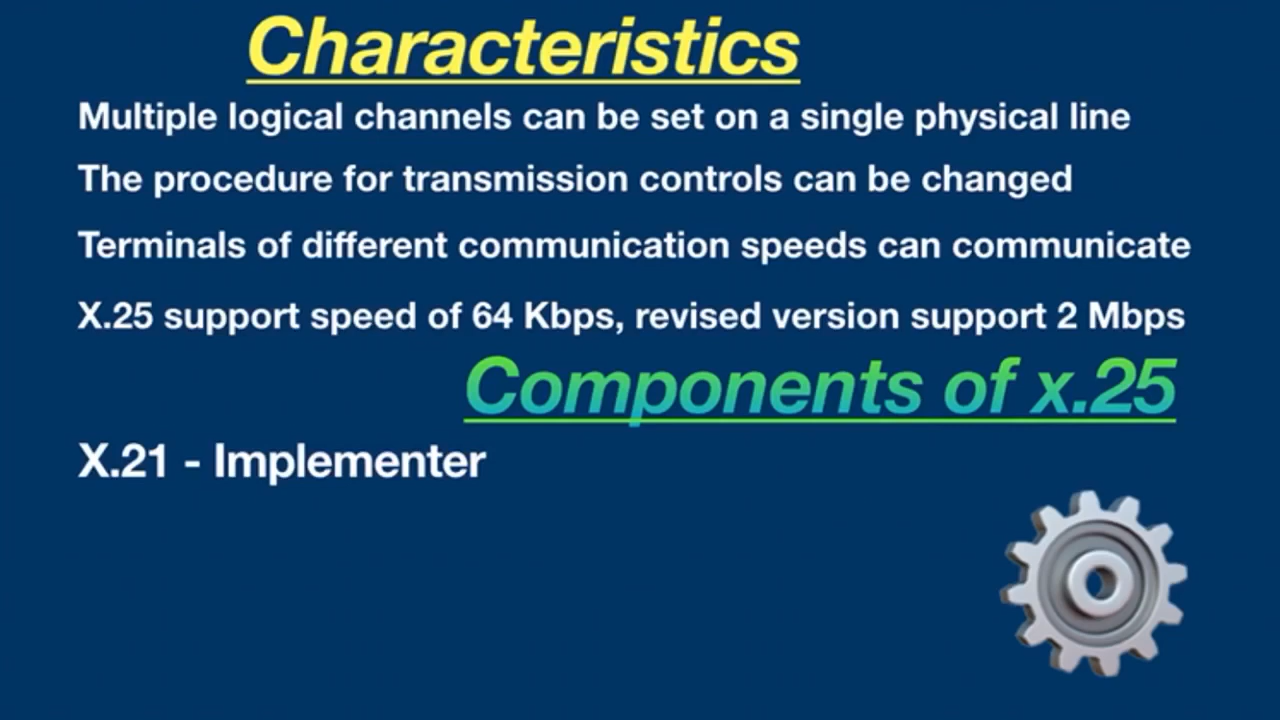 Characteristics
Multiple logical channels can be set on a single physical line
The procedure for transmission controls can be changed
Terminals of different communication speeds can communicate
X.25 support speed of 64 Kbps, revised version support 2 Mbps
Components of x.25
X.21 - Implementer